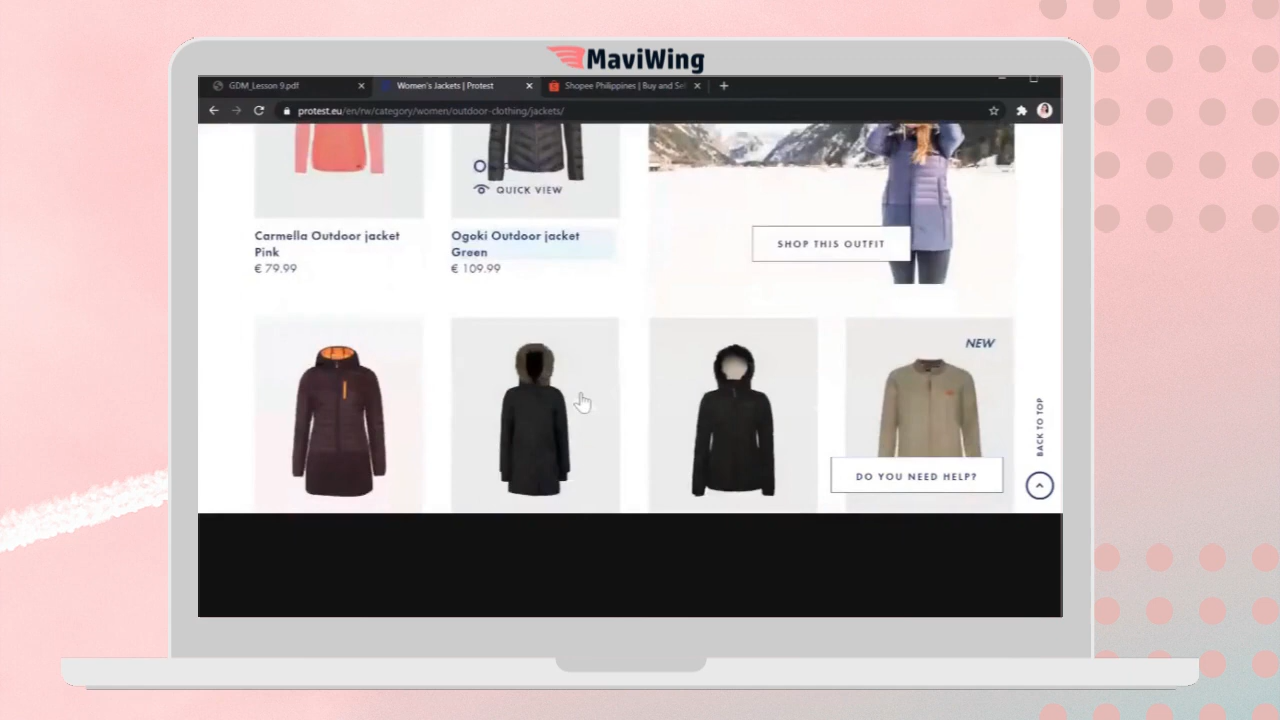 MaviWing
GDM_Lesson 9.pdf
Women's Jackets | Protest
Shopee Philippines | Buy and Sel
protest.eu/en/rw/category/women/outdoor-clothing/jackets/
QUICK VIEW
Carmella Outdoor jacket
Pink
€ 79.99
Ogoki Outdoor jacket
Green
€ 109.99
SHOP THIS OUTFIT
NEW
BACK TO TOP
DO YOU NEED HELP?